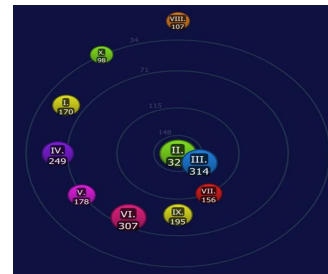 VIII.
107
34
X.
98
71
I.
170
115
148
II.
32
III.
314
IV.
249
V.
178
VII.
156
VI.
307
IX.
195